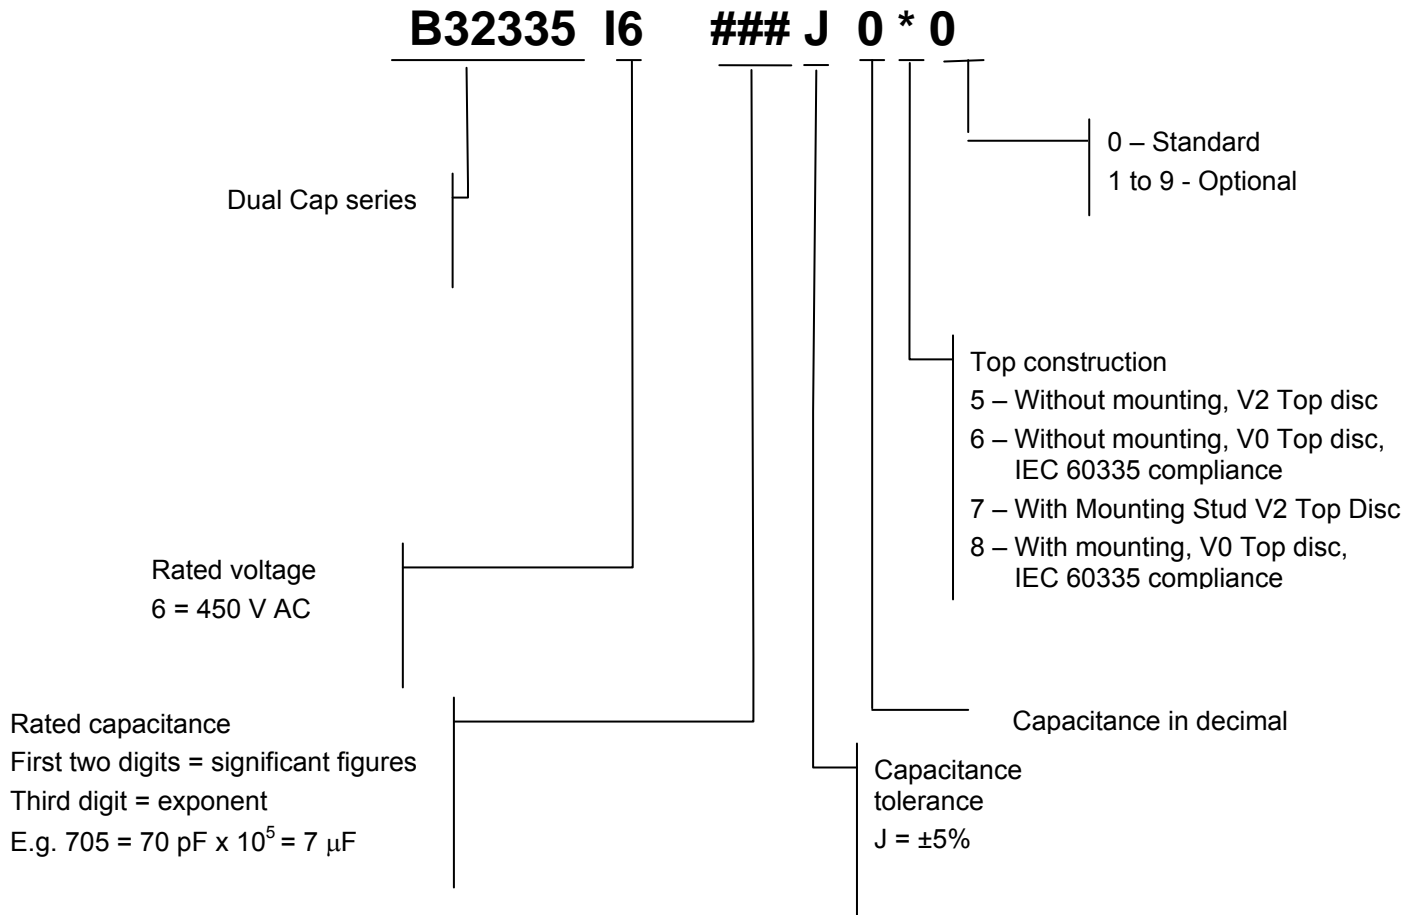 B32335 I6 ### J 0 * 0
0 – Standard
1 to 9 - Optional
Dual Cap series
Top construction
5 – Without mounting, V2 Top disc
6 – Without mounting, V0 Top disc,
IEC 60335 compliance
7 – With Mounting Stud V2 Top Disc
8 – With mounting, V0 Top disc,
IEC 60335 compliance
Rated voltage
6 = 450 V AC
Rated capacitance
First two digits = significant figures
Third digit = exponent
E.g. 705 = 70 pF x 10⁵ = 7 μF
Capacitance in decimal
Capacitance
tolerance
J = ±5%